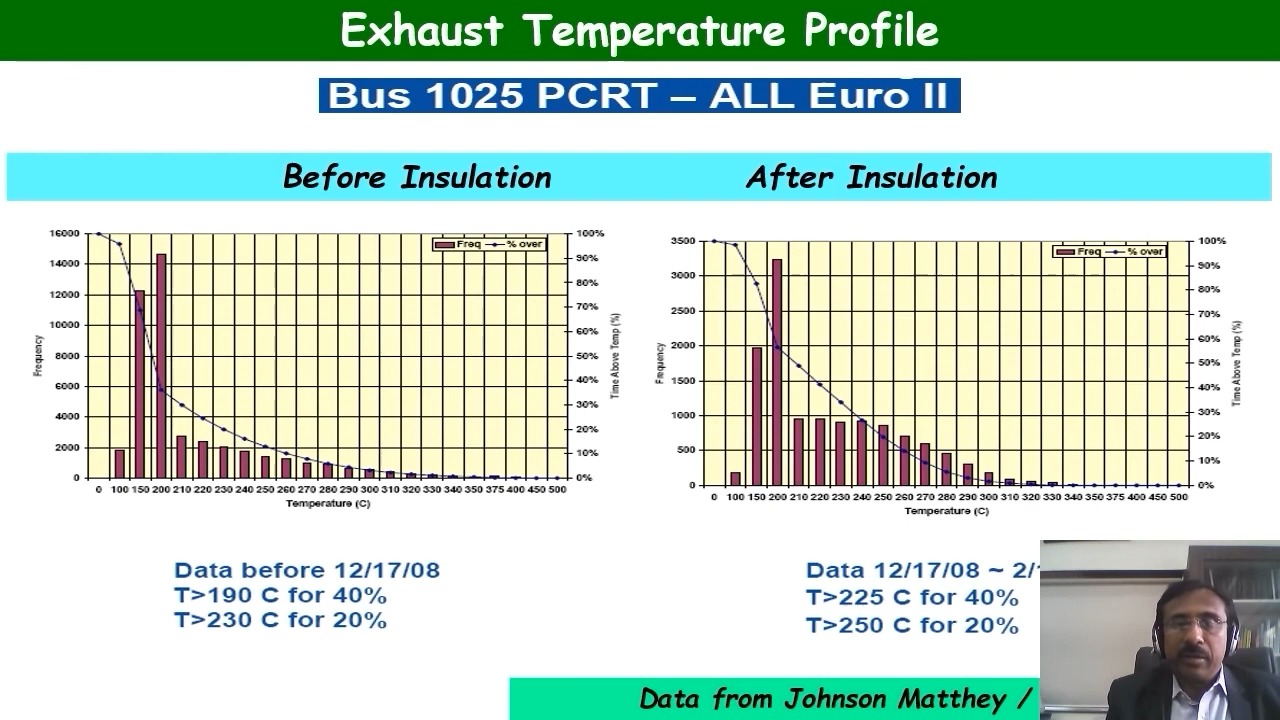 Exhaust Temperature Profile
Bus 1025 PCRT – ALL Euro II
Before Insulation
After Insulation
Freq % over
16000
14000
12000
10000
8000
6000
4000
2000
0
100%
90%
80%
70%
60%
50%
40%
30%
20%
10%
0%
Frequency
Time Above Temp (%)
0 100 150 200 210 220 230 240 250 260 270 280 290 300 310 320 330 340 350 375 400 450 500
Temperature (C)
Freq % over
3500
3000
2500
2000
1500
1000
500
0
100%
90%
80%
70%
60%
50%
40%
30%
20%
10%
0%
Frequency
Time Above Temp (%)
0 100 150 200 210 220 230 240 250 260 270 280 290 300 310 320 330 340 350 375 400 450 500
Temperature (C)
Data before 12/17/08
T>190 C for 40%
T>230 C for 20%
Data 12/17/08 ~ 2/
T>225 C for 40%
T>250 C for 20%
Data from Johnson Matthey /